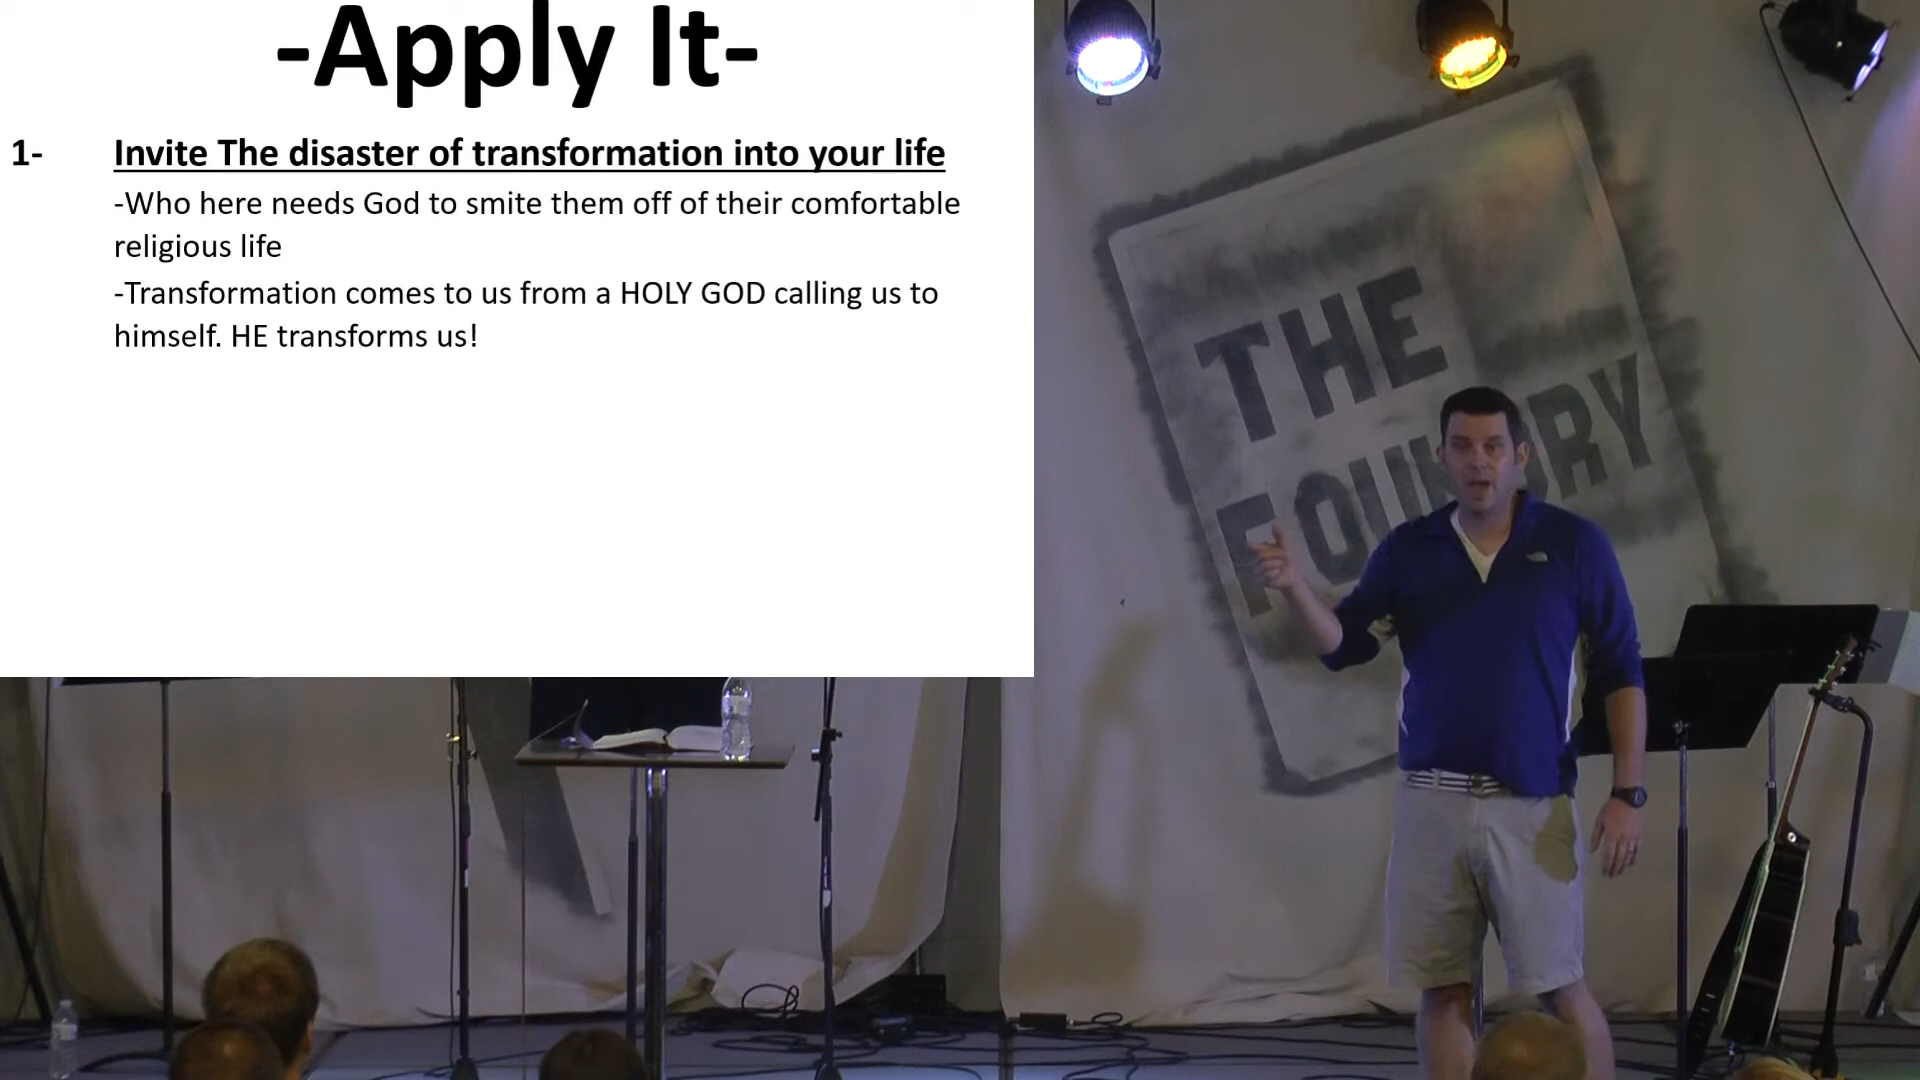 -Apply It-
1- Invite The disaster of transformation into your life
-Who here needs God to smite them off of their comfortable
religious life
-Transformation comes to us from a HOLY GOD calling us to
himself. HE transforms us!
THE
FOUNDRY